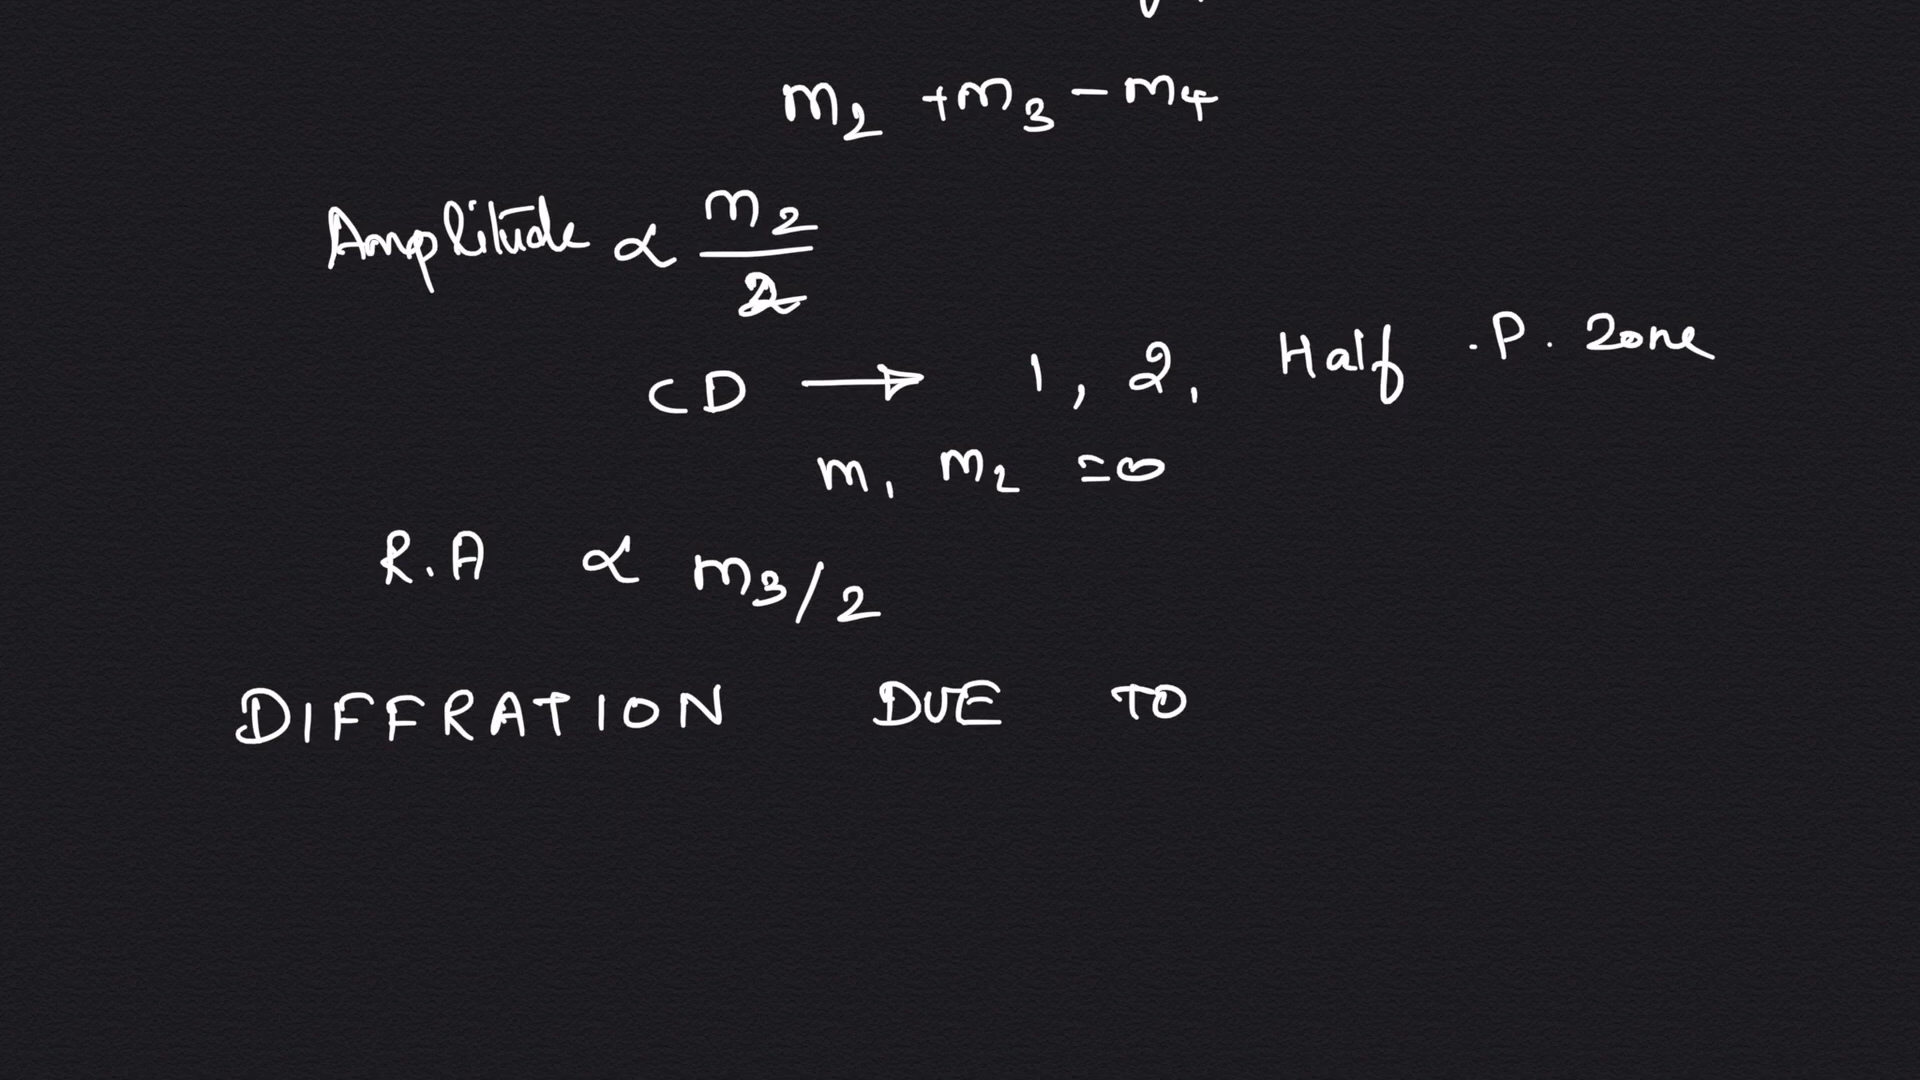 m2 +m3 - m4
Amplitude ∝ m2/2
CD → 1, 2, Half .P. Zone
m1 m2 = 0
R.A ∝ m3/2
DIFFRATION DUE TO